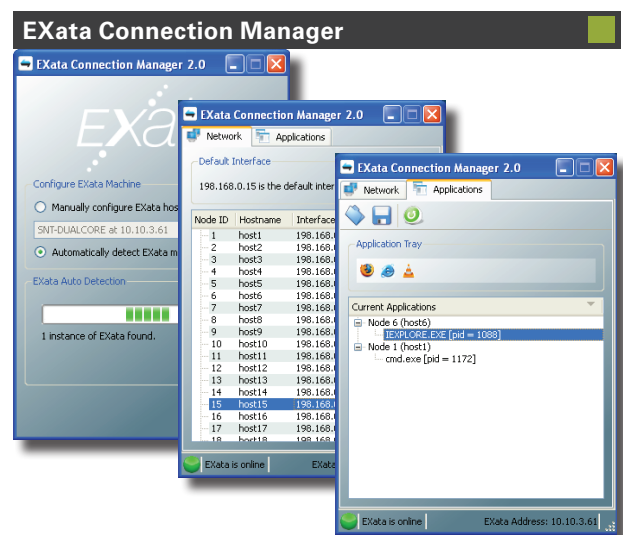 EXata Connection Manager
EXata Connection Manager 2.0
EXa
Configure EXata Machine
Manually configure EXata hos
SNT-DUALCORE at 10.10.3.61
Automatically detect EXata m
EXata Auto Detection
1 instance of EXata found.
EXata Connection Manager 2.0
Network Applications
Default Interface
198.168.0.15 is the default inter
Node ID Hostname Interface
1 host1 198.168.
2 host2 198.168.
3 host3 198.168.
4 host4 198.168.
5 host5 198.168.
6 host6 198.168.
7 host7 198.168.
8 host8 198.168.
9 host9 198.168.
10 host10 198.168.
11 host11 198.168.
12 host12 198.168.
13 host13 198.168.
14 host14 198.168.
15 host15 198.168.
16 host16 198.168.
17 host17 198.168.
18 host18 198.168.
EXata is online EXata
EXata Connection Manager 2.0
Network Applications
Application Tray
Current Applications
Node 6 (host6)
IEXPLORE.EXE [pid = 1088]
Node 1 (host1)
cmd.exe [pid = 1172]
EXata is online EXata Address: 10.10.3.61